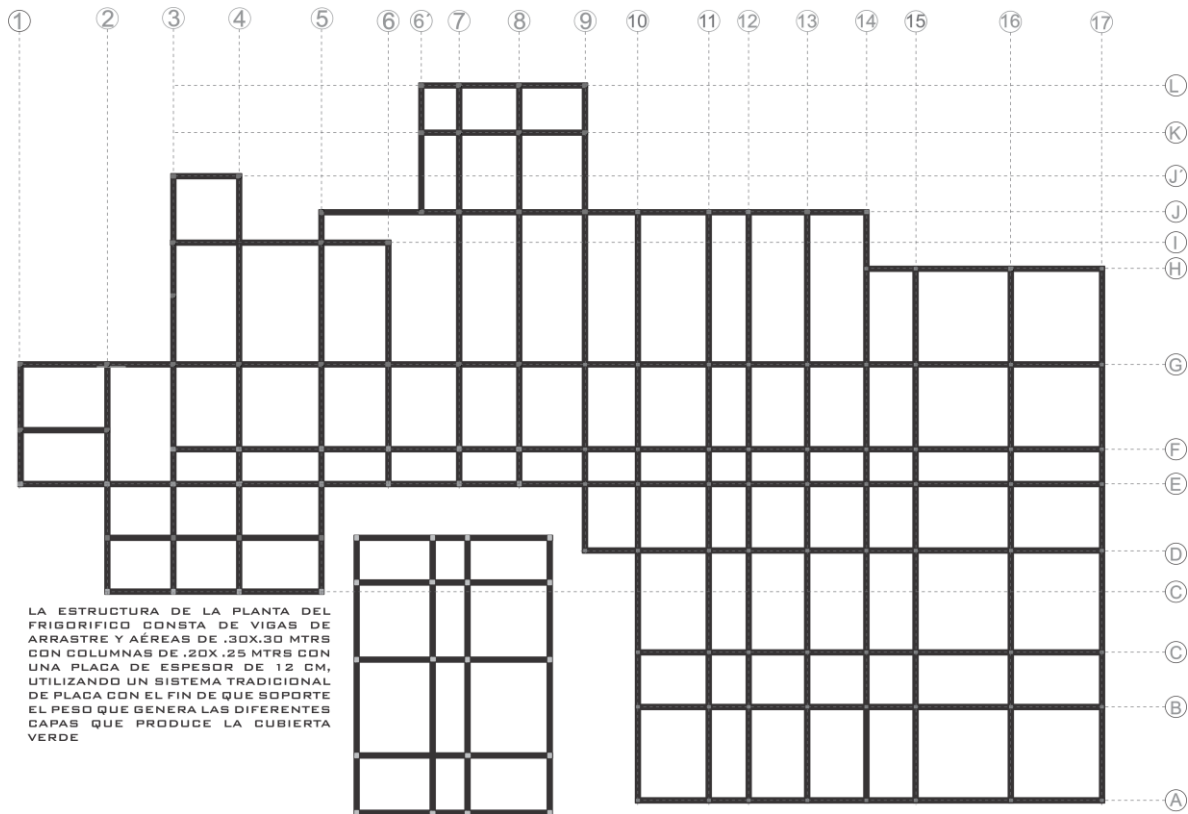 1 2 3 4 5 6 6' 7 8 9 10 11 12 13 14 15 16 17
L
K
J'
J
I
H
G
F
E
D
C
C
B
A
LA ESTRUCTURA DE LA PLANTA DEL
FRIGORIFICO CONSTA DE VIGAS DE
ARRASTRE Y AÉREAS DE .30X.30 MTRS
CON COLUMNAS DE .20X .25 MTRS CON
UNA PLACA DE ESPESOR DE 12 CM,
UTILIZANDO UN SISTEMA TRADICIONAL
DE PLACA CON EL FIN DE QUE SOPORTE
EL PESO QUE GENERA LAS DIFERENTES
CAPAS QUE PRODUCE LA CUBIERTA
VERDE